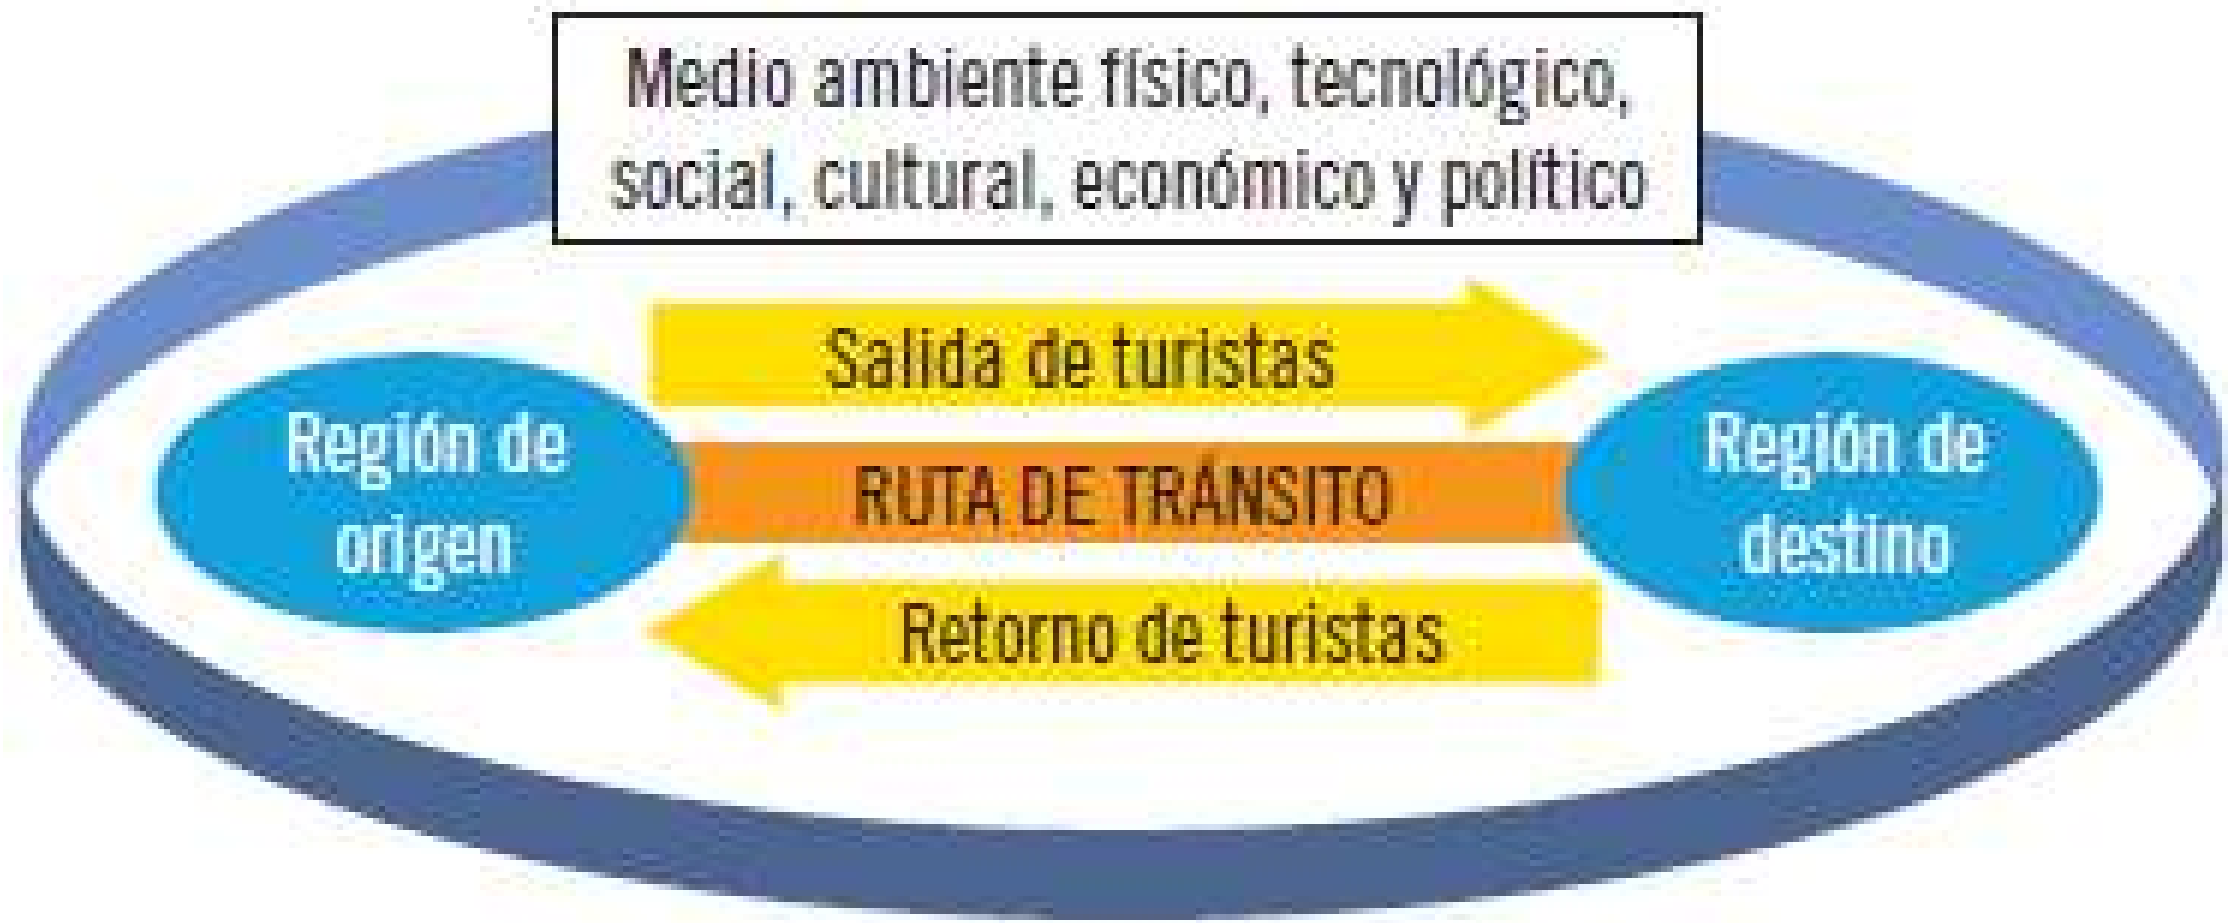 Medio ambiente físico, tecnológico,
social, cultural, económico y político
Salida de turistas
Región de
origen
RUTA DE TRÁNSITO
Región de
destino
Retorno de turistas